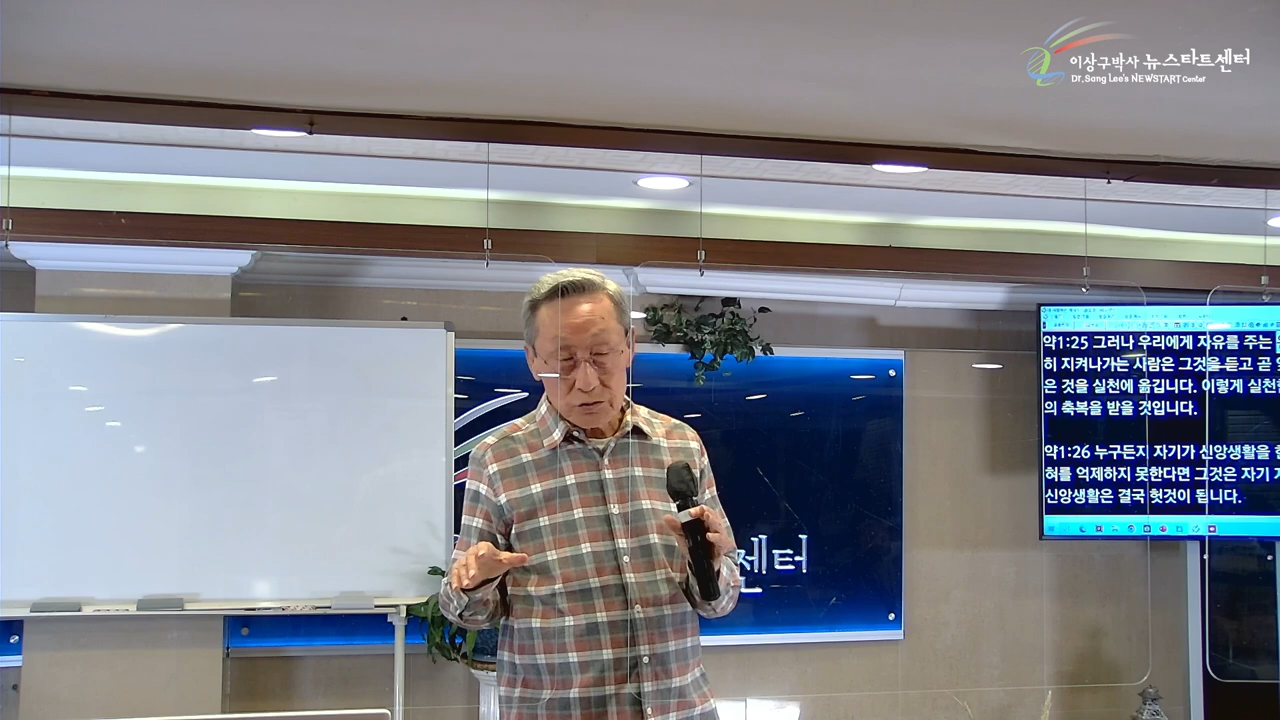 이상구박사 뉴스타트센터
Dr. Sang Lee's NEWSTART Center
약1:25 그러나 우리에게 자유를 주는
히 지켜나가는 사람은 그것을 듣고 곧
은 것을 실천에 옮깁니다. 이렇게 실천
의 축복을 받을 것입니다.
약1:26 누구든지 자기가 신앙생활을
혀를 억제하지 못한다면 그것은 자기
신앙생활은 결국 헛것이 됩니다.
센터